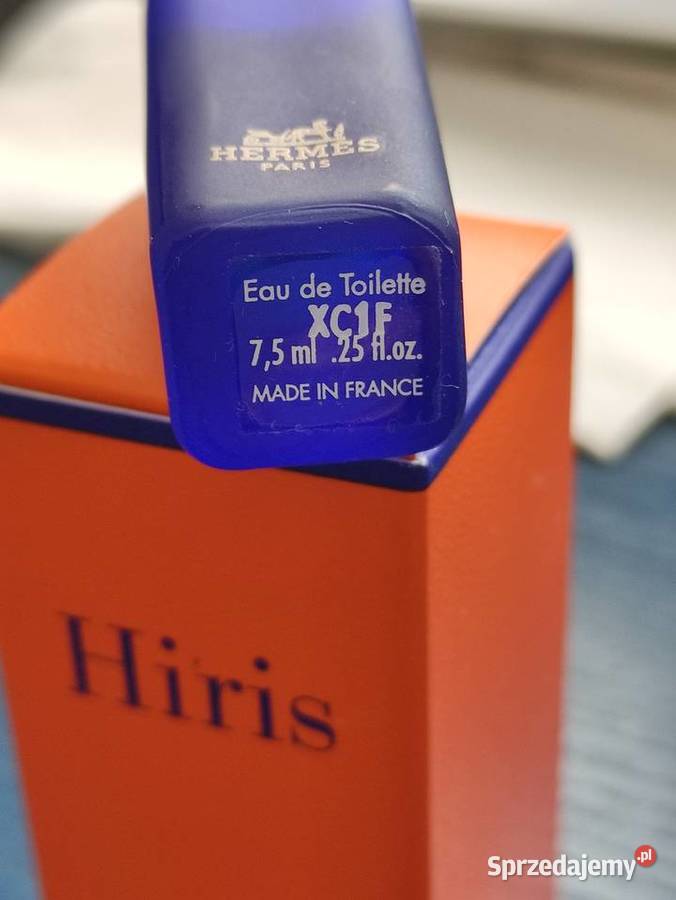 HERMES
PARIS
Eau de Toilette
XC1F
7,5 ml .25 fl.oz.
MADE IN FRANCE
Hiris
Sprzedajemy.pl